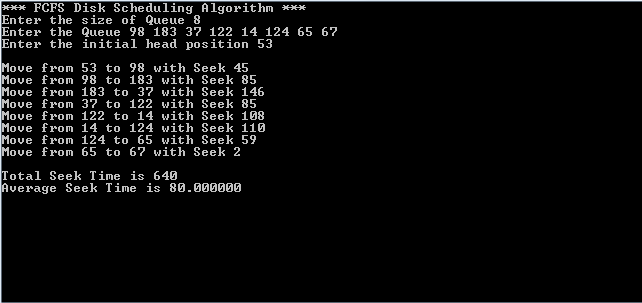 *** FCFS Disk Scheduling Algorithm ***
Enter the size of Queue 8
Enter the Queue 98 183 37 122 14 124 65 67
Enter the initial head position 53
Move from 53 to 98 with Seek 45
Move from 98 to 183 with Seek 85
Move from 183 to 37 with Seek 146
Move from 37 to 122 with Seek 85
Move from 122 to 14 with Seek 108
Move from 14 to 124 with Seek 110
Move from 124 to 65 with Seek 59
Move from 65 to 67 with Seek 2
Total Seek Time is 640
Average Seek Time is 80.000000